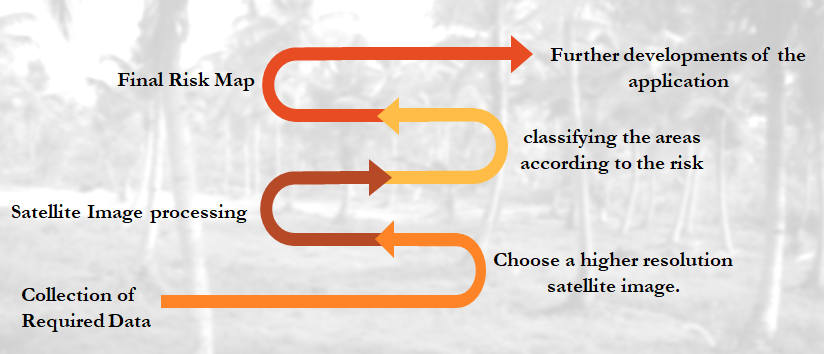 Further developments of the
application
Final Risk Map
classifying the areas
according to the risk
Satellite Image processing
Choose a higher resolution
satellite image.
Collection of
Required Data